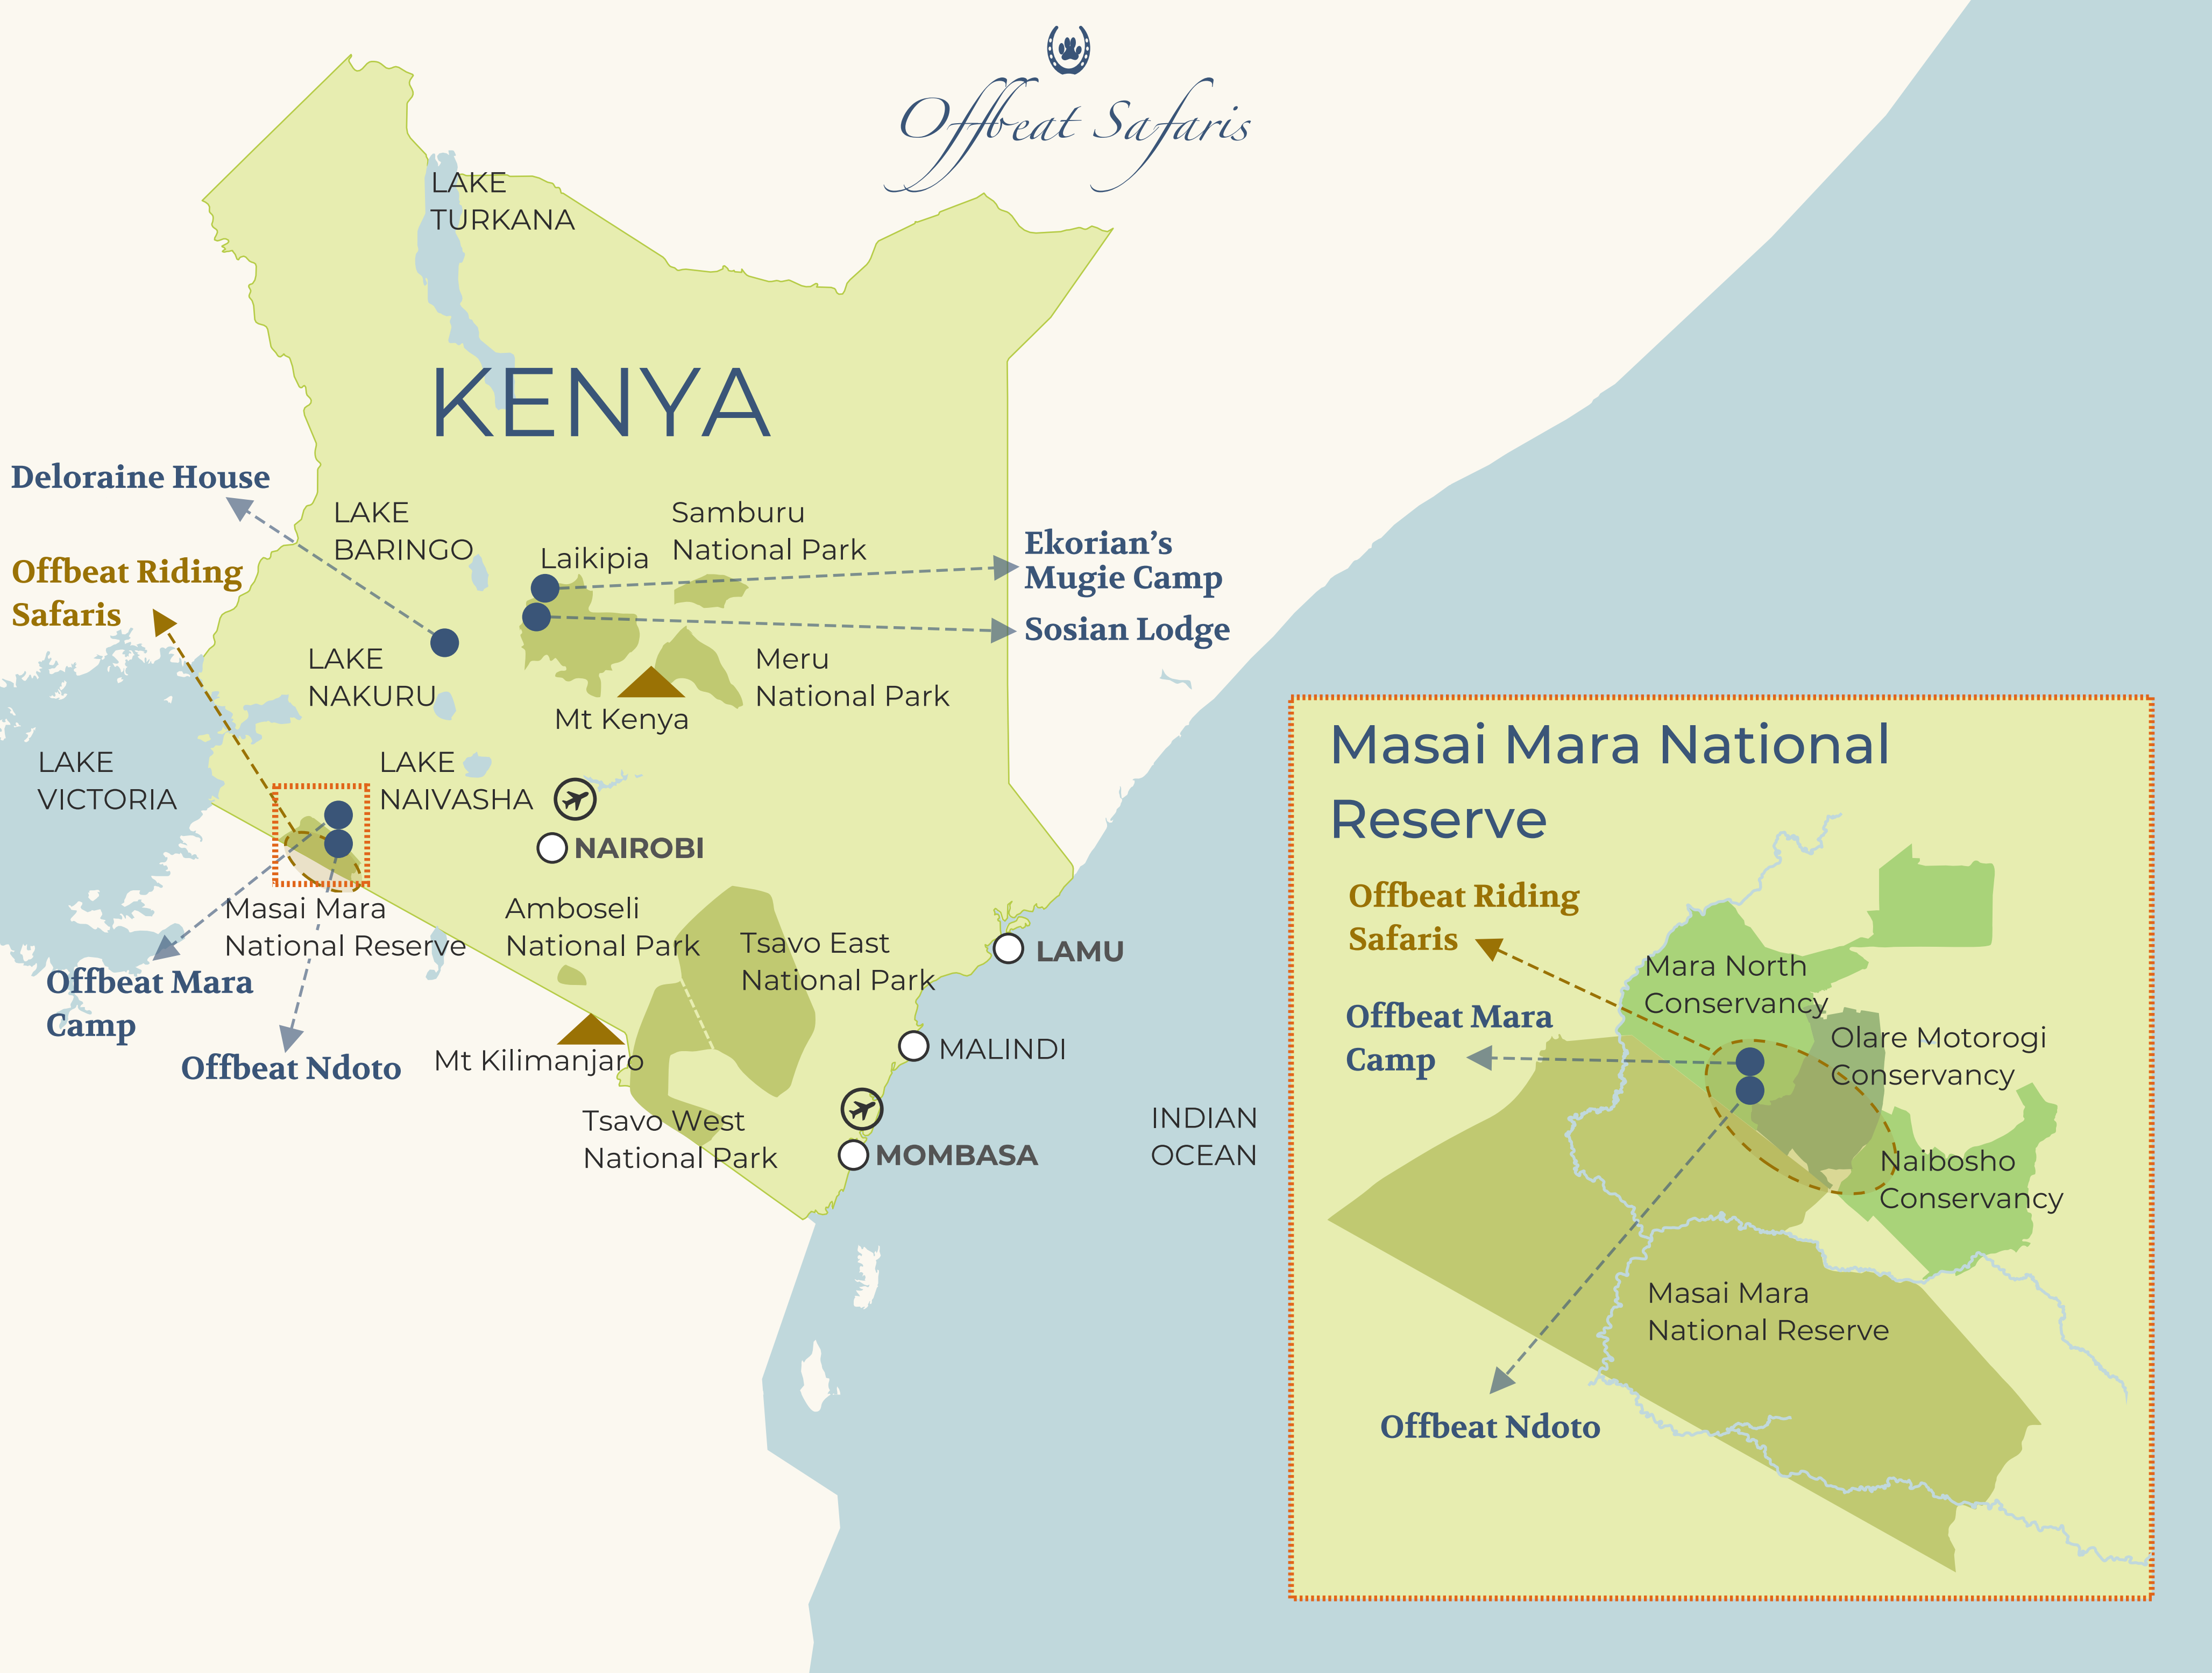 Offbeat Safaris
LAKE
TURKANA
KENYA
Deloraine House
LAKE
BARINGO
Samburu
National Park
Laikipia
Ekorian's
Mugie Camp
Offbeat Riding
Safaris
Sosian Lodge
LAKE
NAKURU
Meru
National Park
Mt Kenya
LAKE
VICTORIA
LAKE
NAIVASHA
NAIROBI
Masai Mara
National Reserve
Amboseli
National Park
Tsavo East
National Park
LAMU
Offbeat Mara
Camp
Offbeat Ndoto
Mt Kilimanjaro
MALINDI
Tsavo West
National Park
MOMBASA
INDIAN
OCEAN
Masai Mara National
Reserve
Offbeat Riding
Safaris
Mara North
Conservancy
Offbeat Mara
Camp
Olare Motorogi
Conservancy
Naibosho
Conservancy
Masai Mara
National Reserve
Offbeat Ndoto